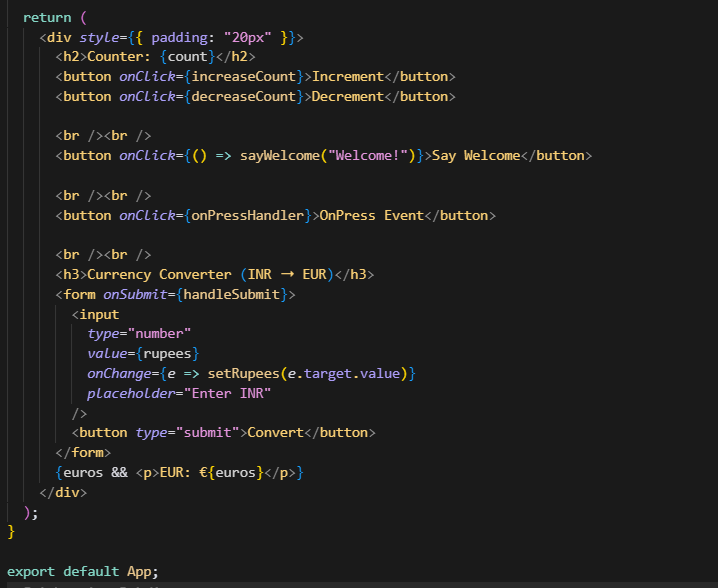 return (
<div style={{ padding: "20px" }}>
<h2>Counter: {count}</h2>
<button onClick={increaseCount}>Increment</button>
<button onClick={decreaseCount}>Decrement</button>
<br /><br />
<button onClick={() => sayWelcome("Welcome!")}>Say Welcome</button>
<br /><br />
<button onClick={onPressHandler}>OnPress Event</button>
<br /><br />
<h3>Currency Converter (INR → EUR)</h3>
<form onSubmit={handleSubmit}>
<input
type="number"
value={rupees}
onChange={e => setRupees(e.target.value)}
placeholder="Enter INR"
/>
<button type="submit">Convert</button>
</form>
{euros && <p>EUR: €{euros}</p>}
</div>
);
}
export default App;